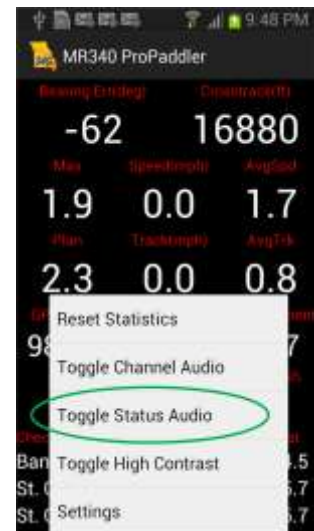 9:48 PM
MR340 ProPaddler
Bearing Err(deg) Crosstrack(ft)
-62 16880
Max Speed(mph) AvgSpd
1.9 0.0 1.7
Plan Track(mph) AvgTrk
2.3 0.0 0.8
Reset Statistics
Toggle Channel Audio
Toggle Status Audio
Toggle High Contrast
Settings
Ban
St.
St.